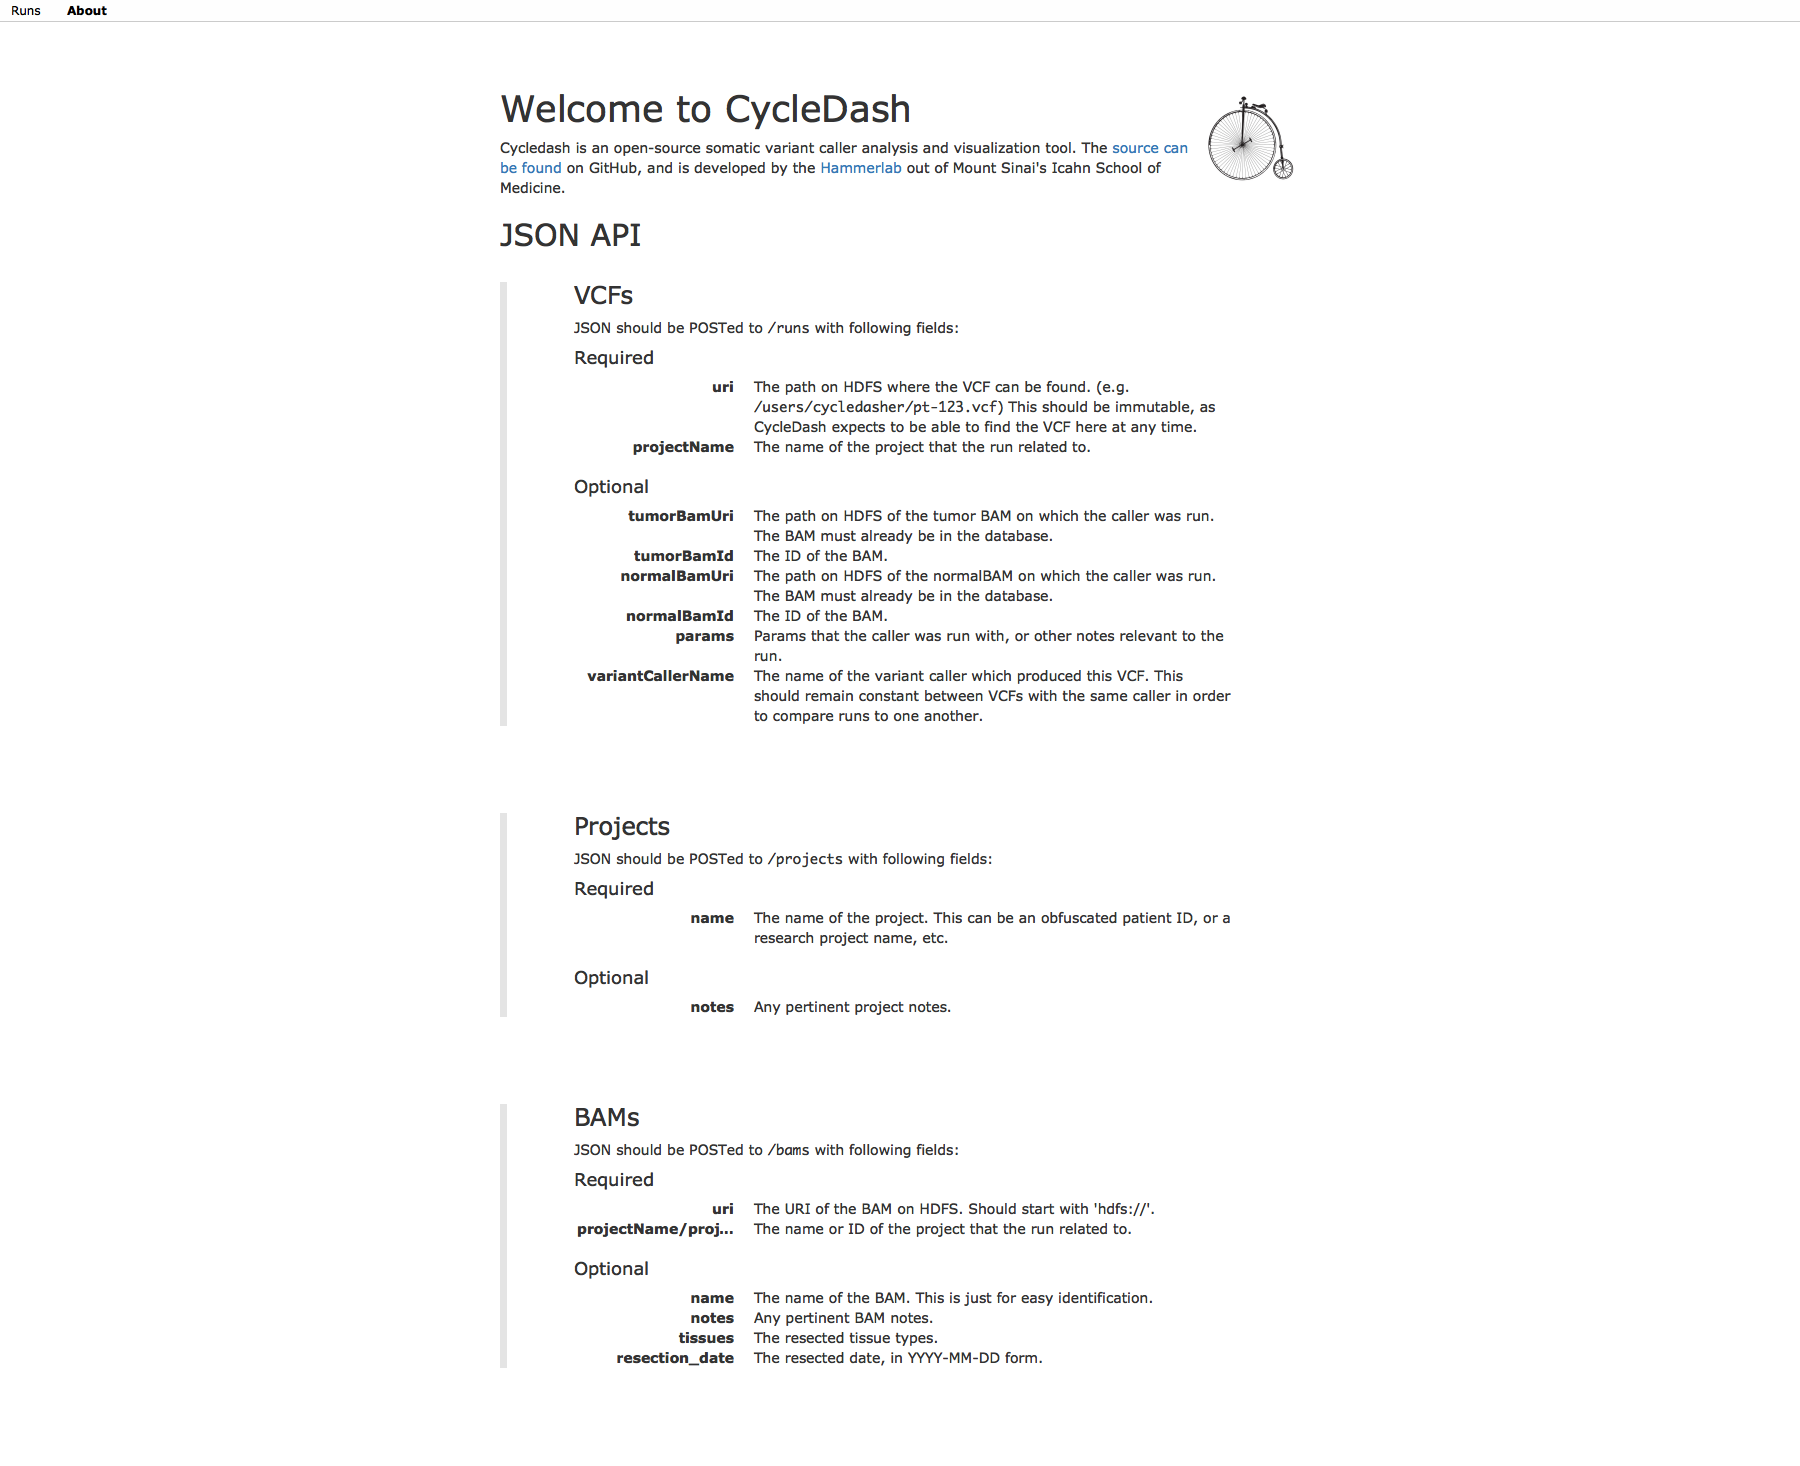 Runs About
Welcome to CycleDash
Cycledash is an open-source somatic variant caller analysis and visualization tool. The source can
be found on GitHub, and is developed by the Hammerlab out of Mount Sinai's Icahn School of
Medicine.
JSON API
VCFs
JSON should be POSTed to /runs with following fields:
Required
uri The path on HDFS where the VCF can be found. (e.g.
/users/cycledasher/pt-123.vcf) This should be immutable, as
CycleDash expects to be able to find the VCF here at any time.
projectName The name of the project that the run related to.
Optional
tumorBamUri The path on HDFS of the tumor BAM on which the caller was run.
The BAM must already be in the database.
tumorBamId The ID of the BAM.
normalBamUri The path on HDFS of the normalBAM on which the caller was run.
The BAM must already be in the database.
normalBamId The ID of the BAM.
params Params that the caller was run with, or other notes relevant to the
run.
variantCallerName The name of the variant caller which produced this VCF. This
should remain constant between VCFs with the same caller in order
to compare runs to one another.
Projects
JSON should be POSTed to /projects with following fields:
Required
name The name of the project. This can be an obfuscated patient ID, or a
research project name, etc.
Optional
notes Any pertinent project notes.
BAMs
JSON should be POSTed to /bams with following fields:
Required
uri The URI of the BAM on HDFS. Should start with 'hdfs://'.
projectName/proj... The name or ID of the project that the run related to.
Optional
name The name of the BAM. This is just for easy identification.
notes Any pertinent BAM notes.
tissues The resected tissue types.
resection_date The resected date, in YYYY-MM-DD form.